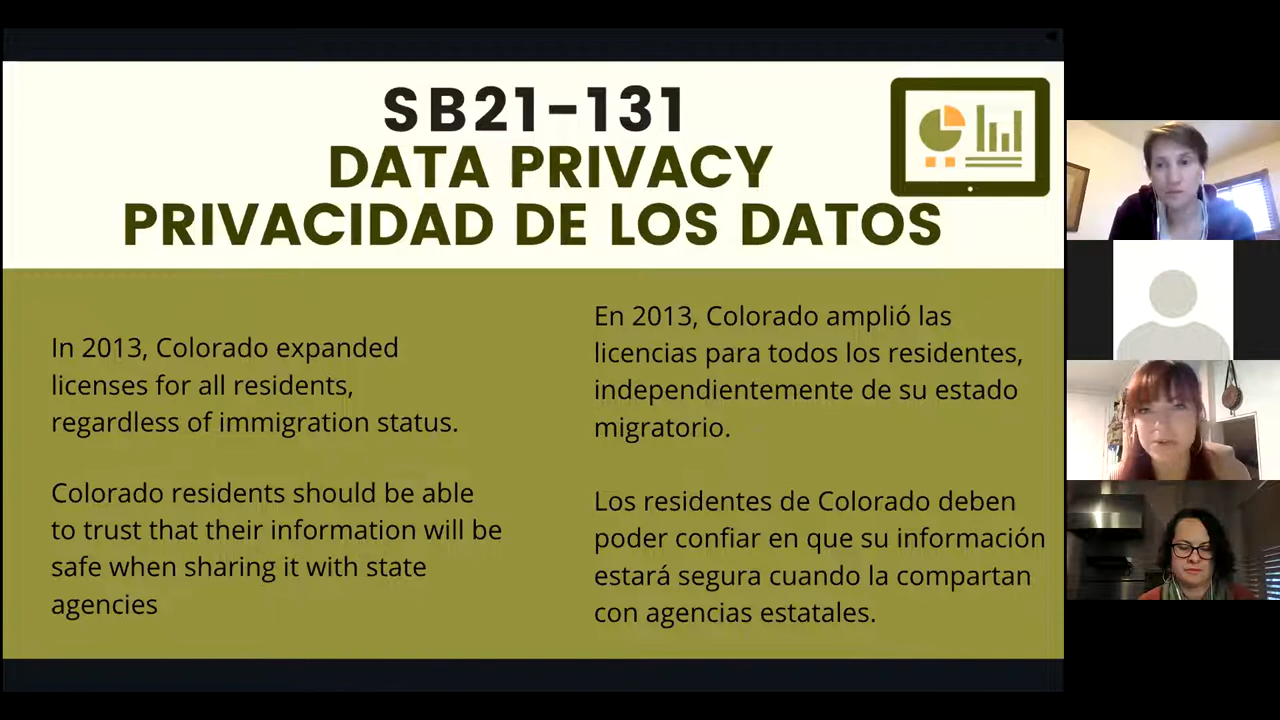 SB21-131
DATA PRIVACY
PRIVACIDAD DE LOS DATOS
In 2013, Colorado expanded
licenses for all residents,
regardless of immigration status.
Colorado residents should be able
to trust that their information will be
safe when sharing it with state
agencies
En 2013, Colorado amplió las
licencias para todos los residentes,
independientemente de su estado
migratorio.
Los residentes de Colorado deben
poder confiar en que su información
estará segura cuando la compartan
con agencias estatales.